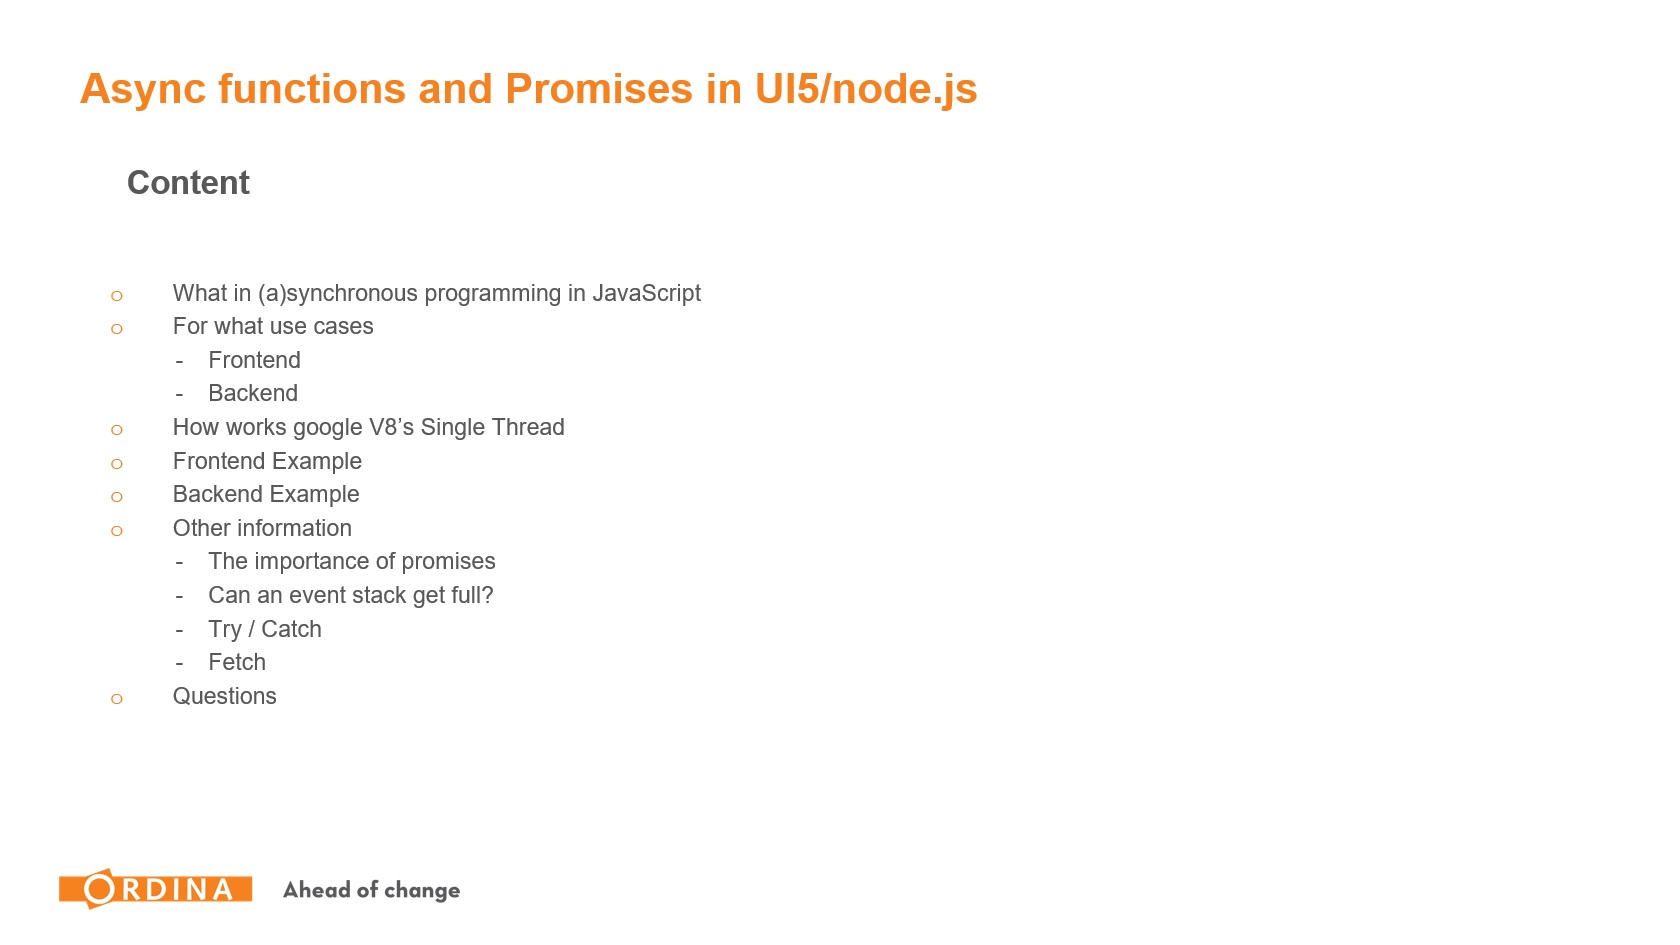 Async functions and Promises in UI5/node.js
Content
o What in (a)synchronous programming in JavaScript
o For what use cases
- Frontend
- Backend
o How works google V8’s Single Thread
o Frontend Example
o Backend Example
o Other information
- The importance of promises
- Can an event stack get full?
- Try / Catch
- Fetch
o Questions
ORDINA Ahead of change